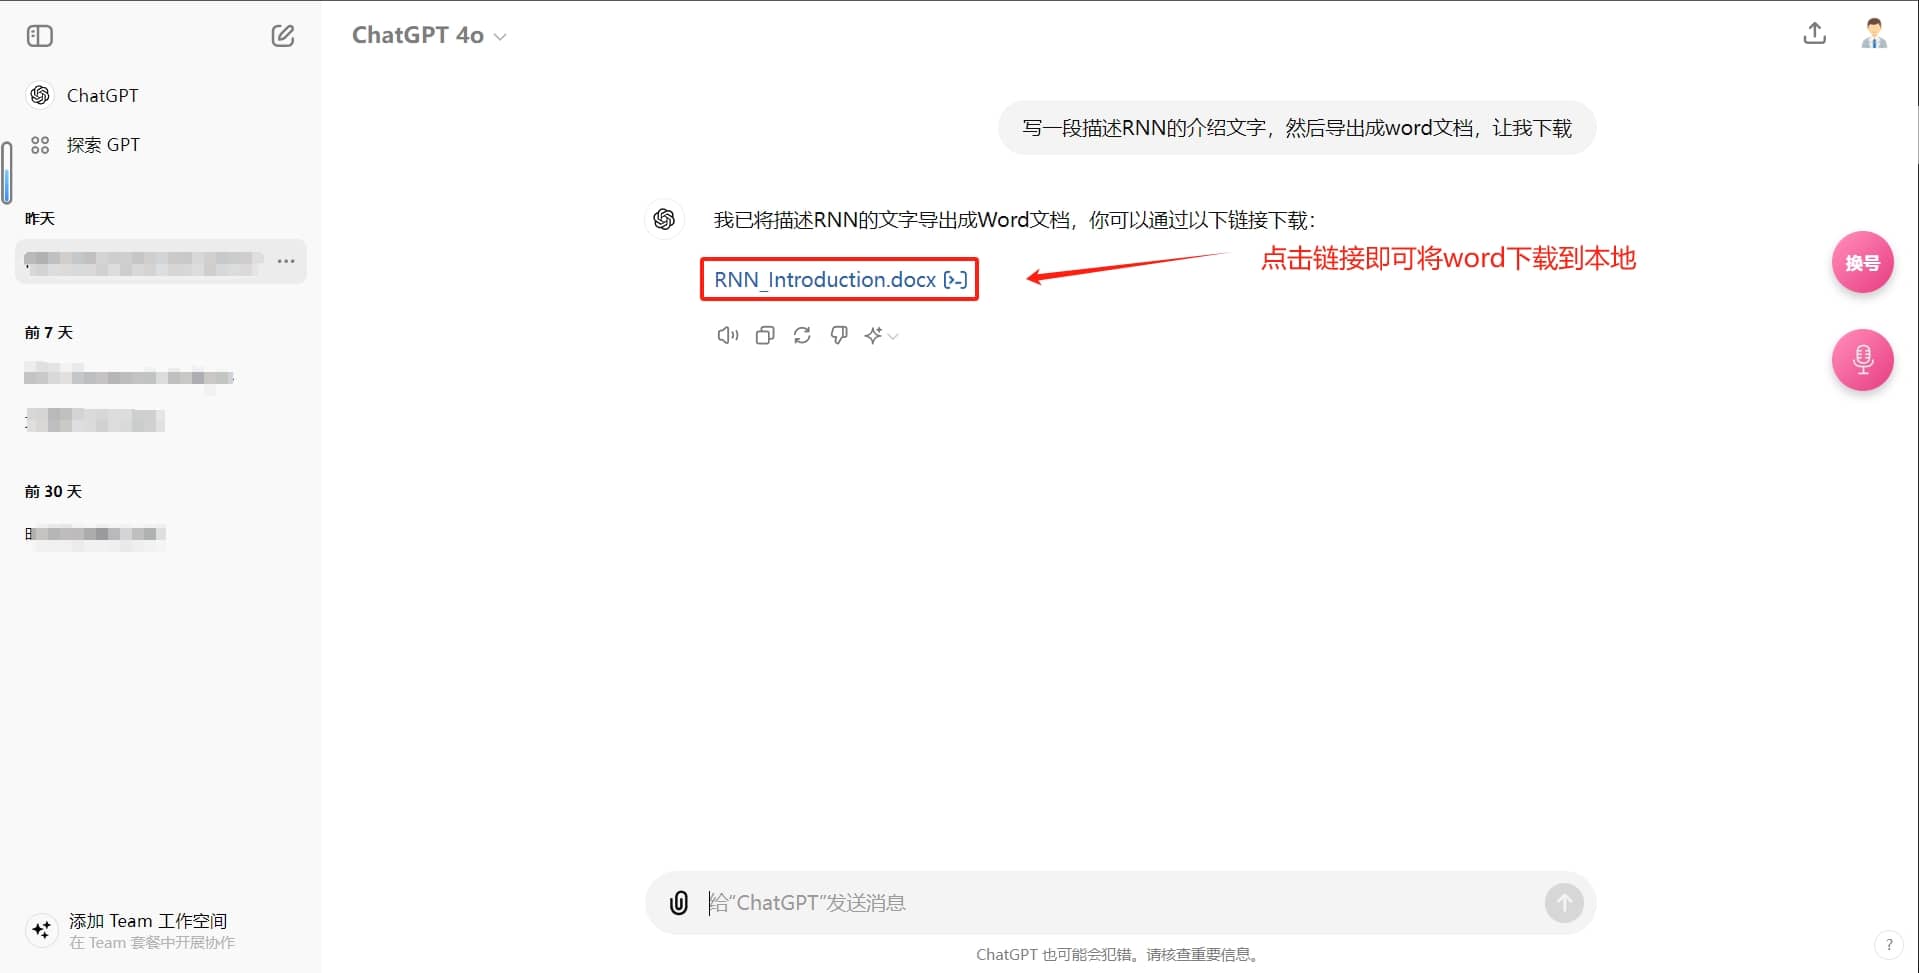 ChatGPT 4o
ChatGPT
探索 GPT
昨天
前 7 天
前 30 天
添加 Team 工作空间
在 Team 套餐中开展协作
写一段描述RNN的介绍文字，然后导出成word文档，让我下载
我已将描述RNN的文字导出成Word文档，你可以通过以下链接下载：
RNN_Introduction.docx [>-]
点击链接即可将word下载到本地
换号
给“ChatGPT”发送消息
ChatGPT 也可能会犯错。请核查重要信息。
?